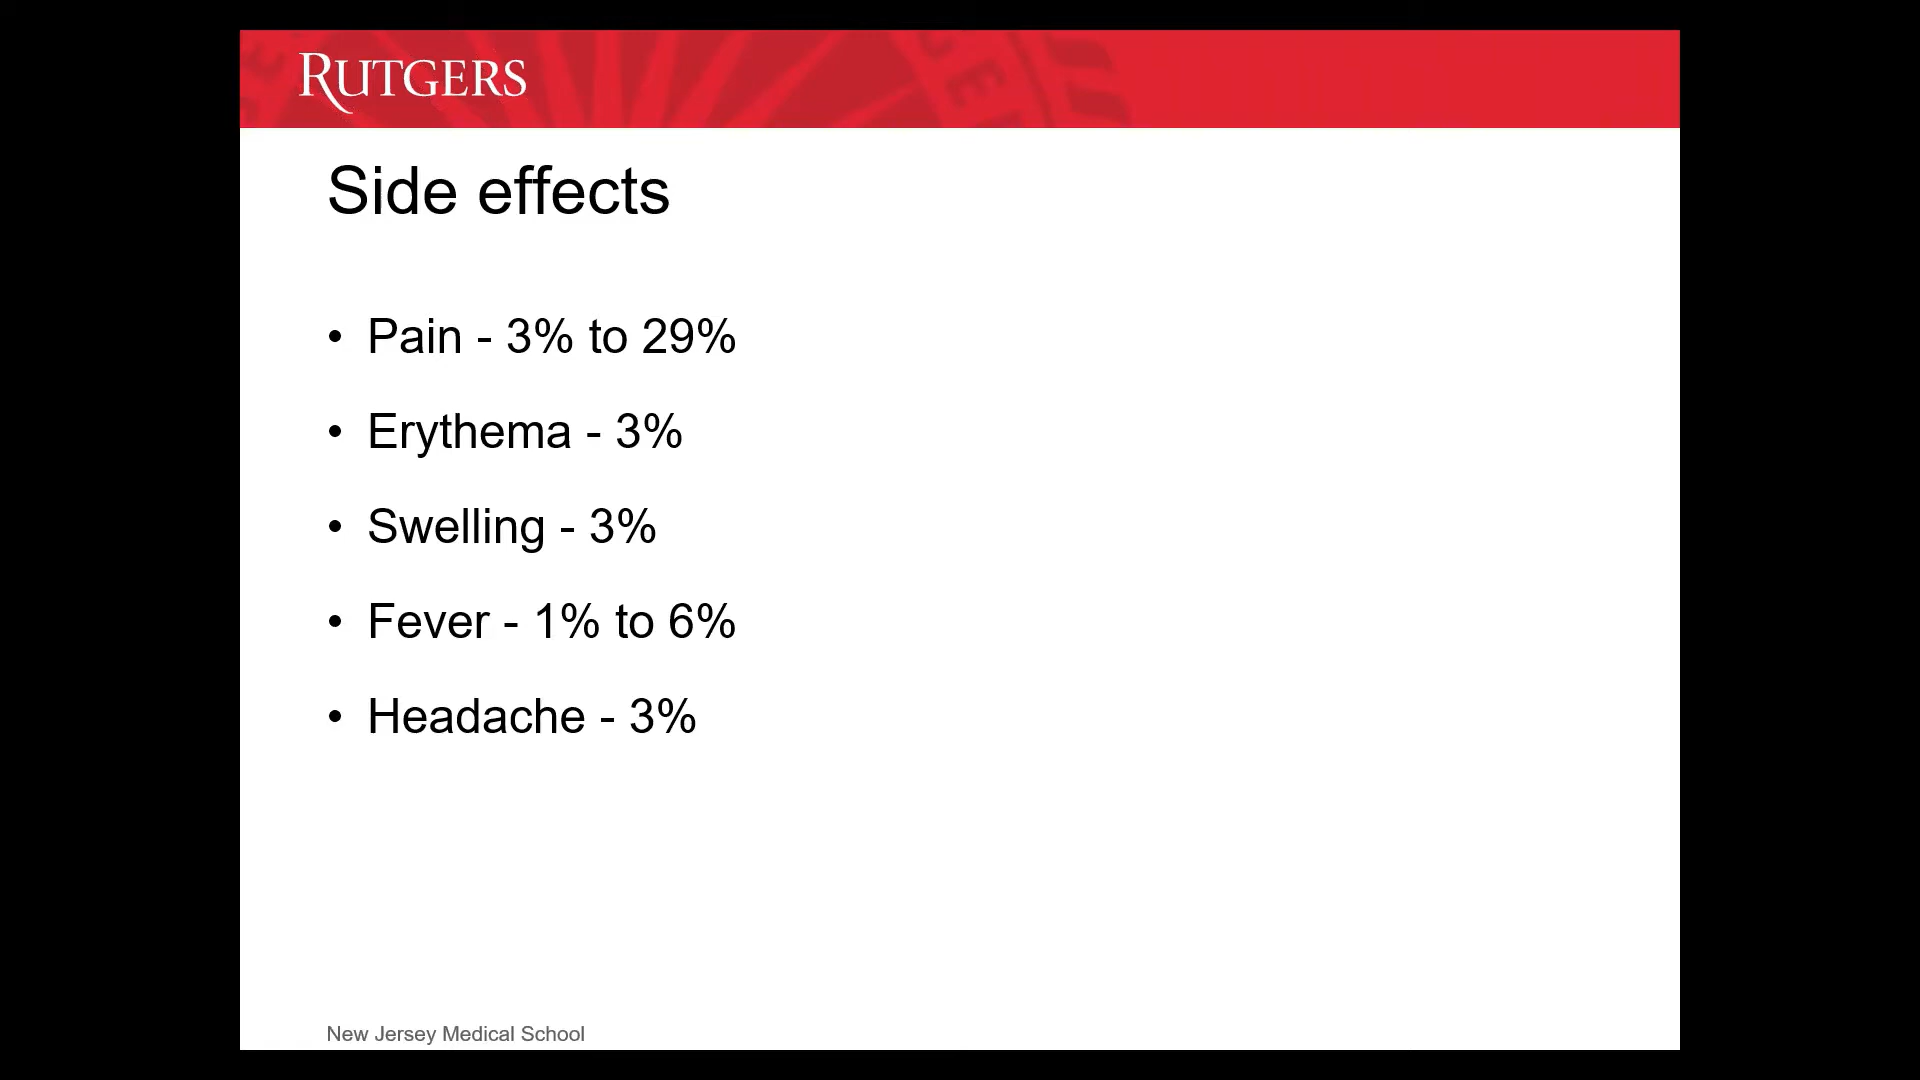 RUTGERS
Side effects
• Pain - 3% to 29%
• Erythema - 3%
• Swelling - 3%
• Fever - 1% to 6%
• Headache - 3%
New Jersey Medical School